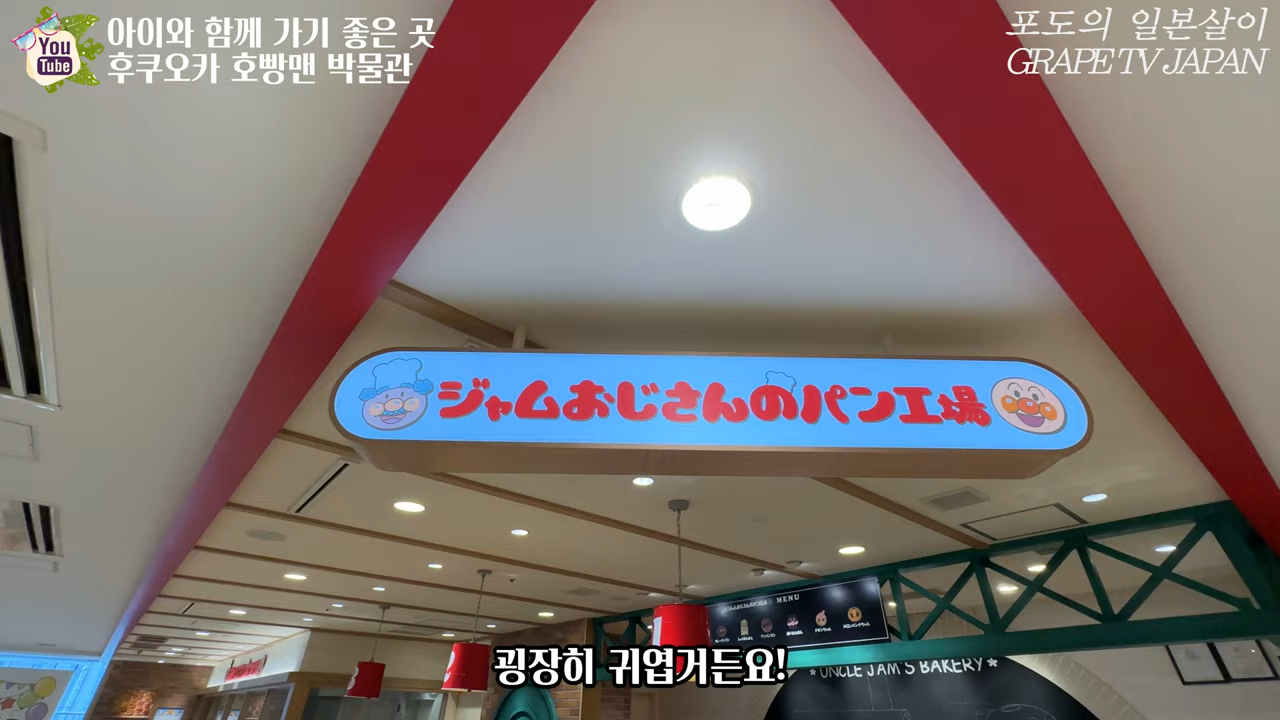 You
Tube
아이와 함께 가기 좋은 곳
후쿠오카 호빵맨 박물관
포도의 일본살이
GRAPE TV JAPAN
ジャムおじさんのパン工場
MENU
★UNCLE JAM'S BAKERY★
굉장히 귀엽거든요!